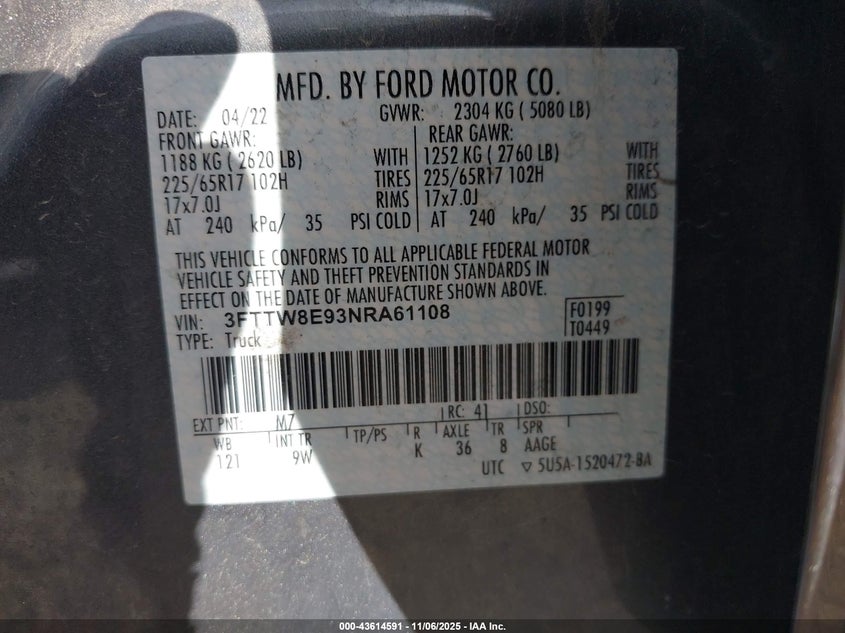 MFD. BY FORD MOTOR CO.
DATE: 04/22 GVWR: 2304 KG ( 5080 LB)
FRONT GAWR: REAR GAWR:
1188 KG ( 2620 LB) WITH 1252 KG ( 2760 LB) WITH
225/65R17 102H TIRES 225/65R17 102H TIRES
17x7.0J RIMS 17x7.0J RIMS
AT 240 kPa/ 35 PSI COLD AT 240 kPa/ 35 PSI COLD
THIS VEHICLE CONFORMS TO ALL APPLICABLE FEDERAL MOTOR
VEHICLE SAFETY AND THEFT PREVENTION STANDARDS IN
EFFECT ON THE DATE OF MANUFACTURE SHOWN ABOVE.
VIN: 3FTTW8E93NRA61108 F0199
TYPE: Truck T0449
EXT PNT: M7 RC: 41 DSO:
WB INT TR TP/PS R AXLE TR SPR
121 9W K 36 8 AAGE
UTC ▽ 5U5A-1520472-BA
000-43614591 - 11/06/2025 - IAA Inc.